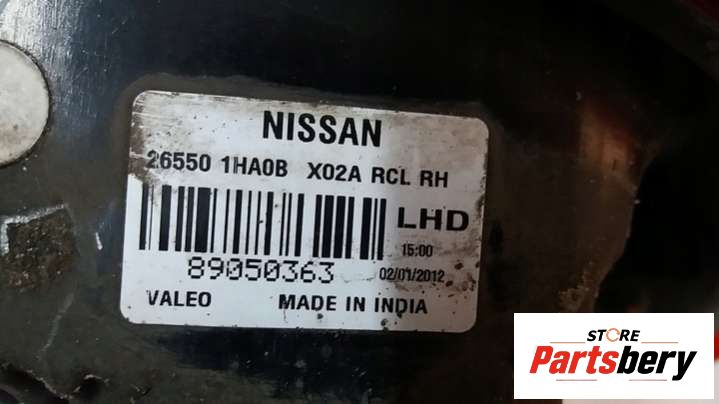 NISSAN
26550 1HA0B X02A RCL RH
LHD
15:00
89050363 02/01/2012
VALEO MADE IN INDIA
STORE
Partsbery